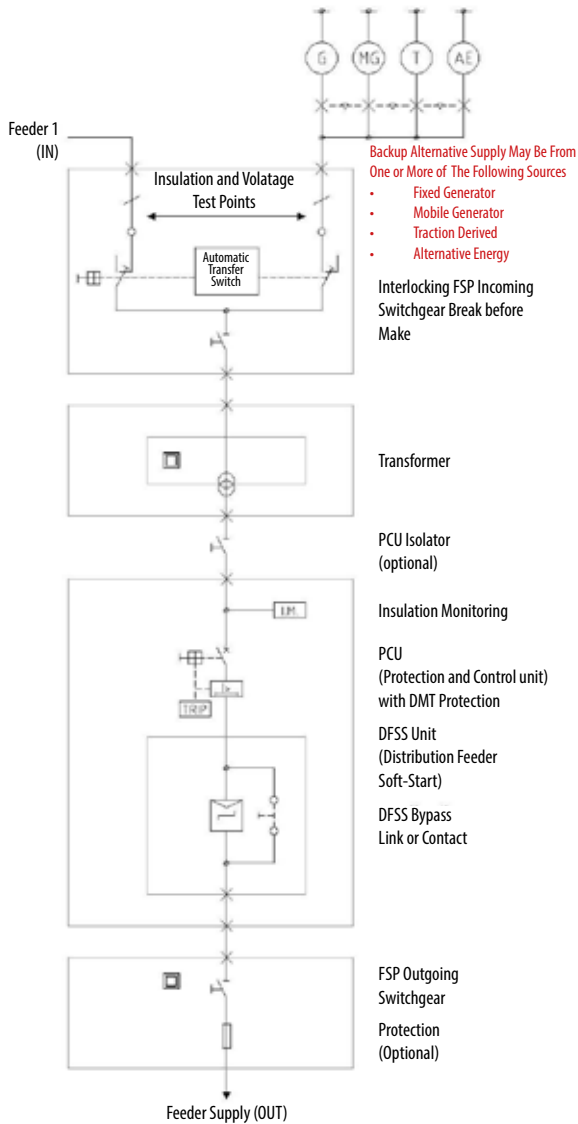 G MG T AE
Feeder 1
(IN)
Backup Alternative Supply May Be From
One or More of The Following Sources
• Fixed Generator
• Mobile Generator
• Traction Derived
• Alternative Energy
Insulation and Volatage
Test Points
Automatic
Transfer
Switch
Interlocking FSP Incoming
Switchgear Break before
Make
Transformer
PCU Isolator
(optional)
I.M.
Insulation Monitoring
PCU
(Protection and Control unit)
with DMT Protection
TRIP
DFSS Unit
(Distribution Feeder
Soft-Start)
DFSS Bypass
Link or Contact
FSP Outgoing
Switchgear
Protection
(Optional)
Feeder Supply (OUT)